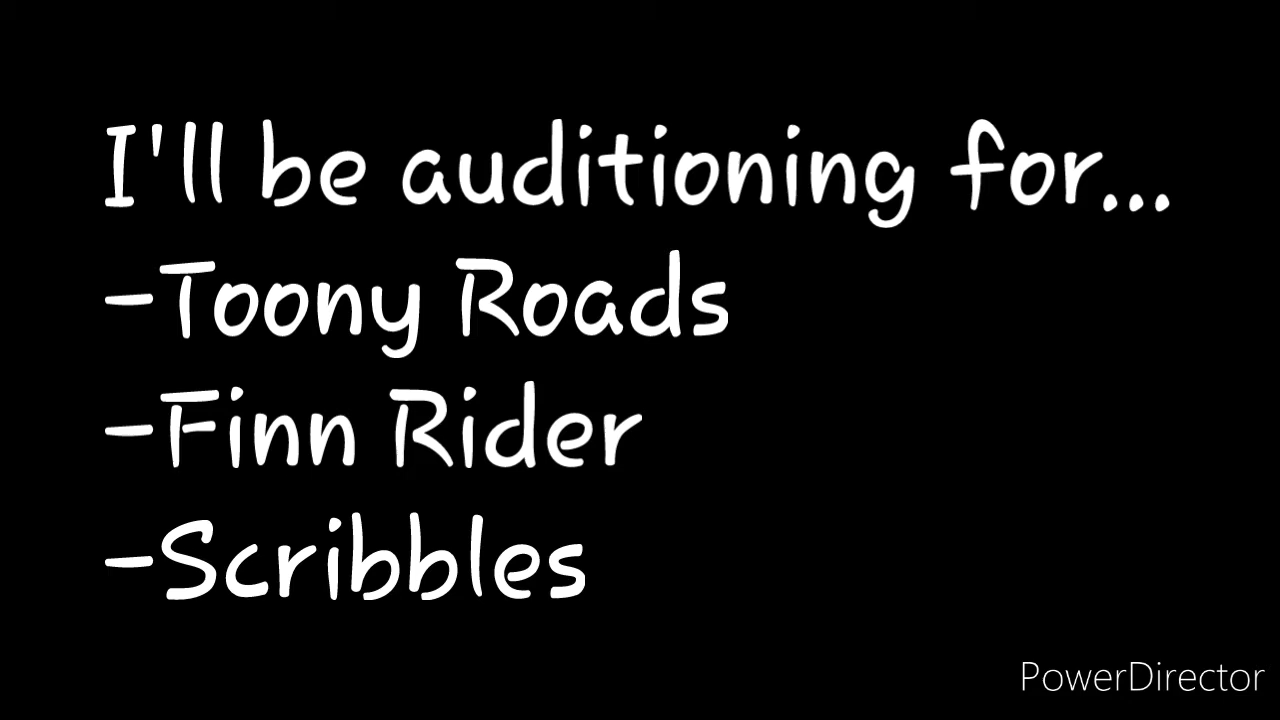 I'll be auditioning for...
-Toony Roads
-Finn Rider
-Scribbles
PowerDirector